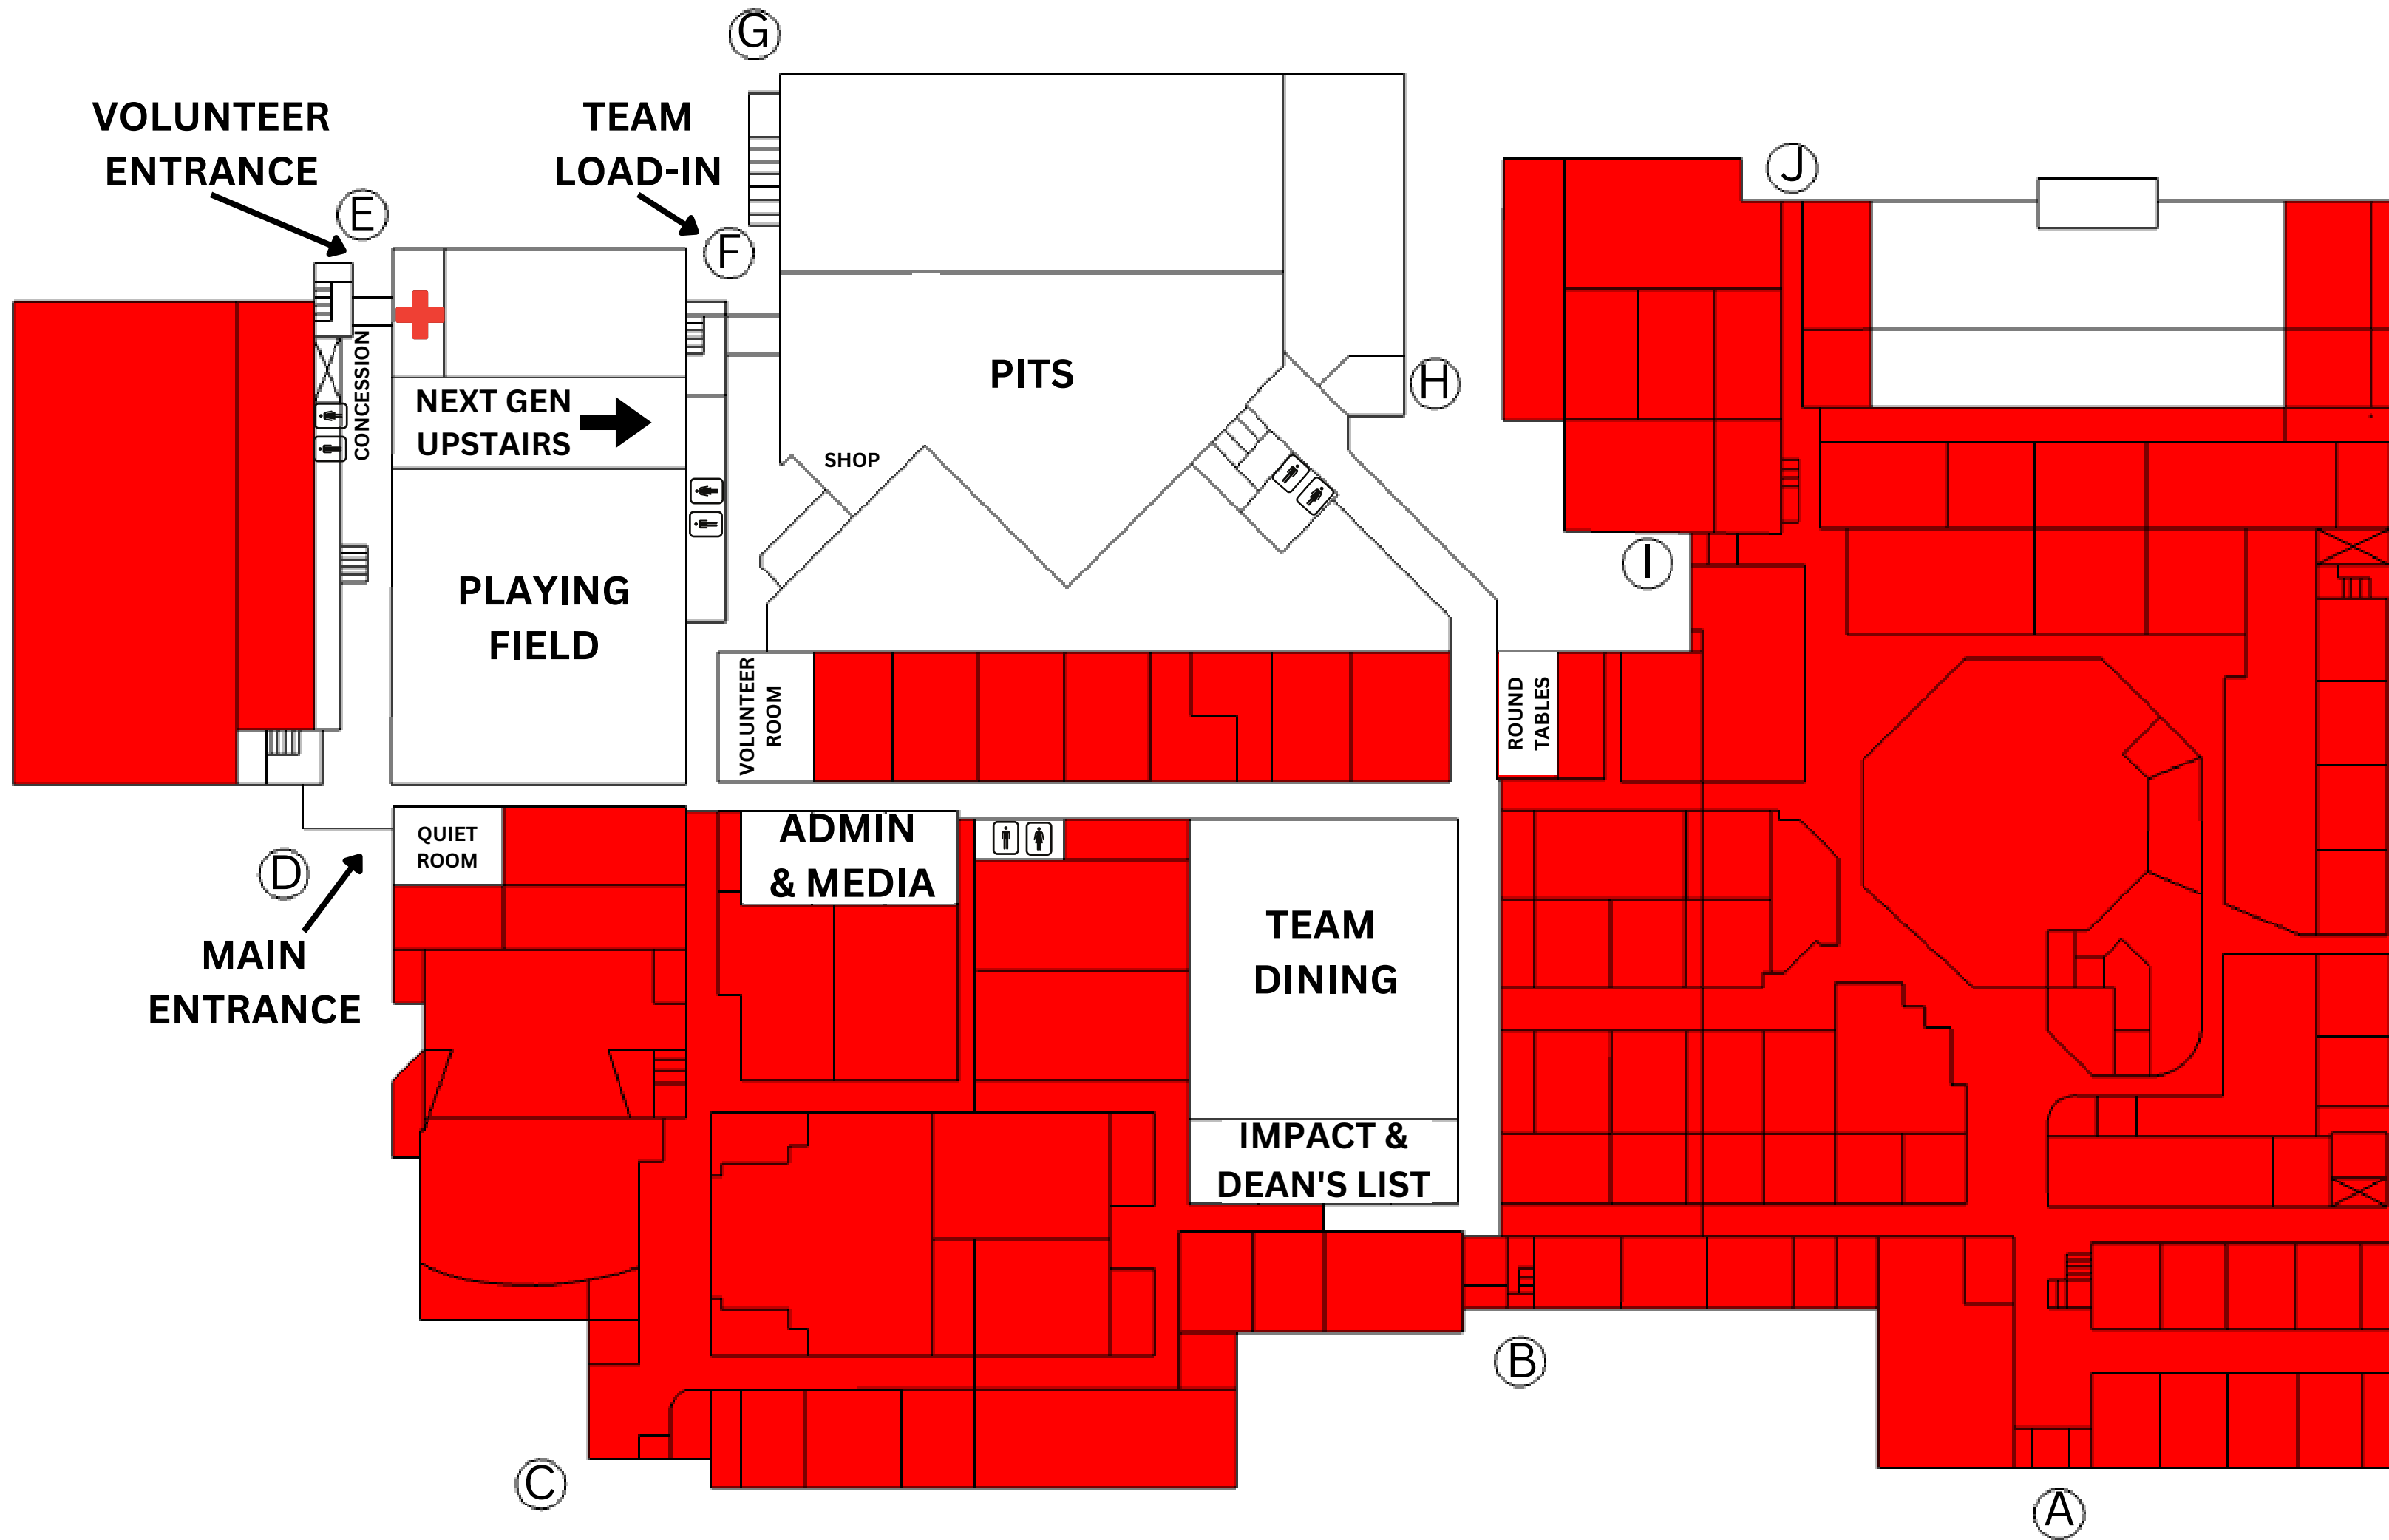 G
VOLUNTEER
ENTRANCE
TEAM
LOAD-IN
E
F
J
CONCESSION
NEXT GEN
UPSTAIRS
PITS
H
SHOP
I
PLAYING
FIELD
VOLUNTEER
ROOM
ROUND
TABLES
QUIET
ROOM
ADMIN
& MEDIA
D
MAIN
ENTRANCE
TEAM
DINING
IMPACT &
DEAN'S LIST
B
C
A